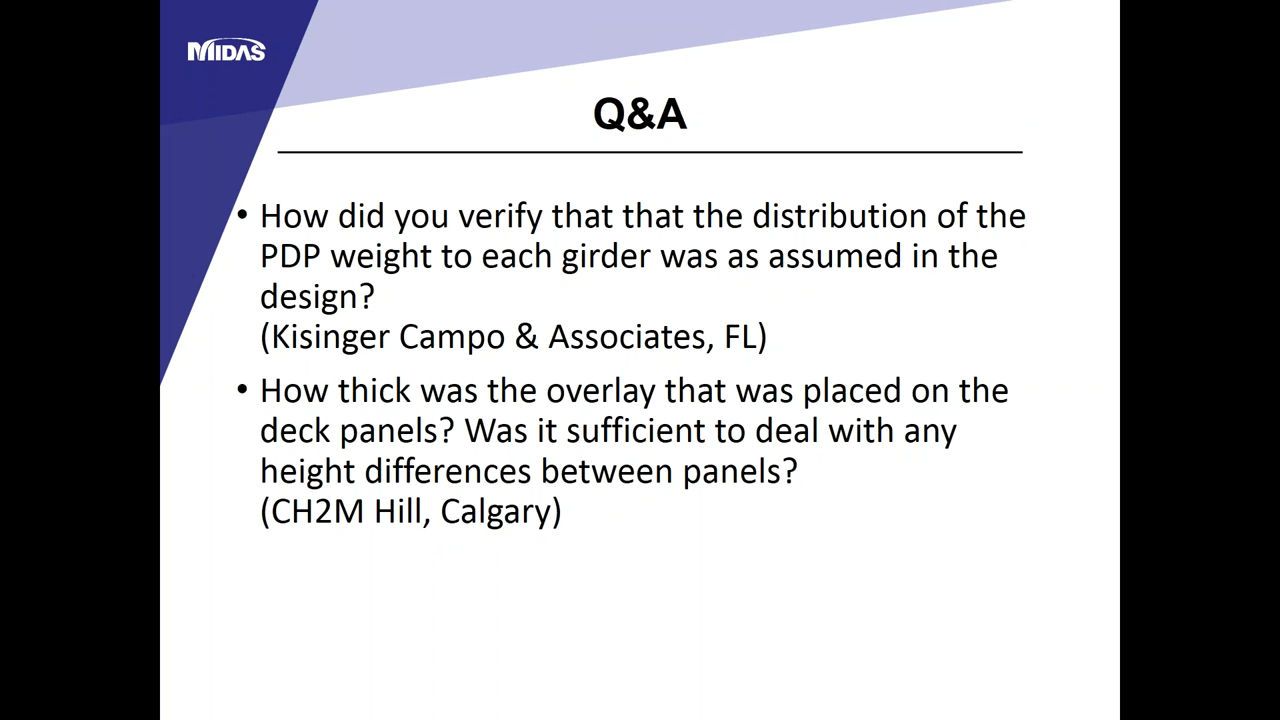 MIDAS
Q&A
• How did you verify that that the distribution of the
PDP weight to each girder was as assumed in the
design?
(Kisinger Campo & Associates, FL)
• How thick was the overlay that was placed on the
deck panels? Was it sufficient to deal with any
height differences between panels?
(CH2M Hill, Calgary)